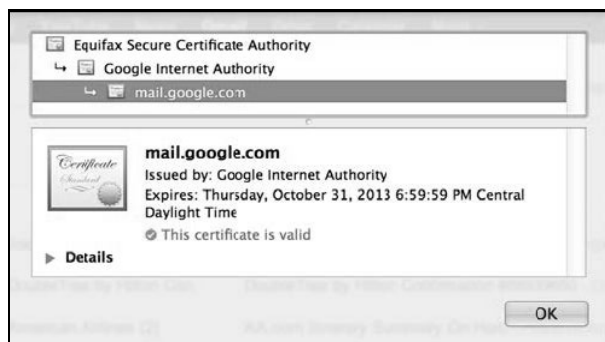 Equifax Secure Certificate Authority
Google Internet Authority
mail.google.com
Certificate
Standard
mail.google.com
Issued by: Google Internet Authority
Expires: Thursday, October 31, 2013 6:59:59 PM Central
Daylight Time
This certificate is valid
Details
OK